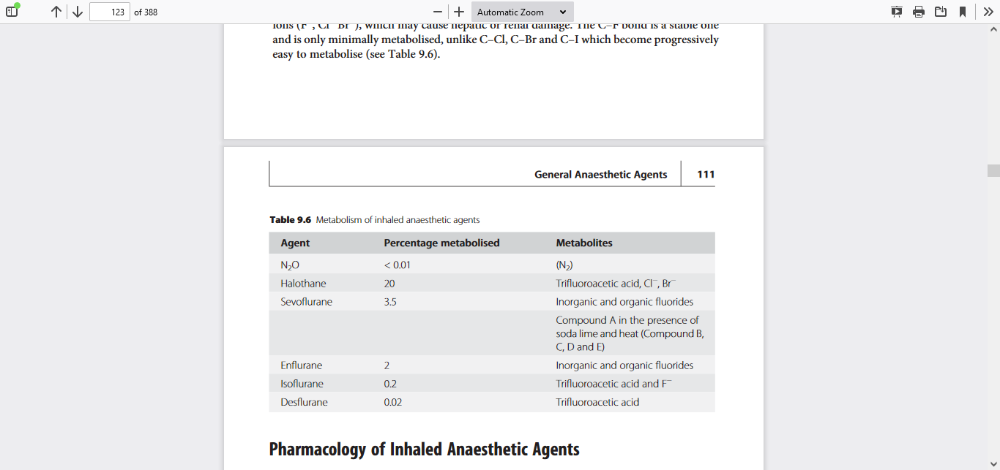 123 of 388
Automatic Zoom
ions (F⁻, Cl⁻ Br⁻), which may cause hepatic or renal damage. The C–F bond is a stable one
and is only minimally metabolised, unlike C–Cl, C–Br and C–I which become progressively
easy to metabolise (see Table 9.6).
General Anaesthetic Agents 111
Table 9.6 Metabolism of inhaled anaesthetic agents
Agent Percentage metabolised Metabolites
N₂O < 0.01 (N₂)
Halothane 20 Trifluoroacetic acid, Cl⁻, Br⁻
Sevoflurane 3.5 Inorganic and organic fluorides
Compound A in the presence of
soda lime and heat (Compound B,
C, D and E)
Enflurane 2 Inorganic and organic fluorides
Isoflurane 0.2 Trifluoroacetic acid and F⁻
Desflurane 0.02 Trifluoroacetic acid
Pharmacology of Inhaled Anaesthetic Agents